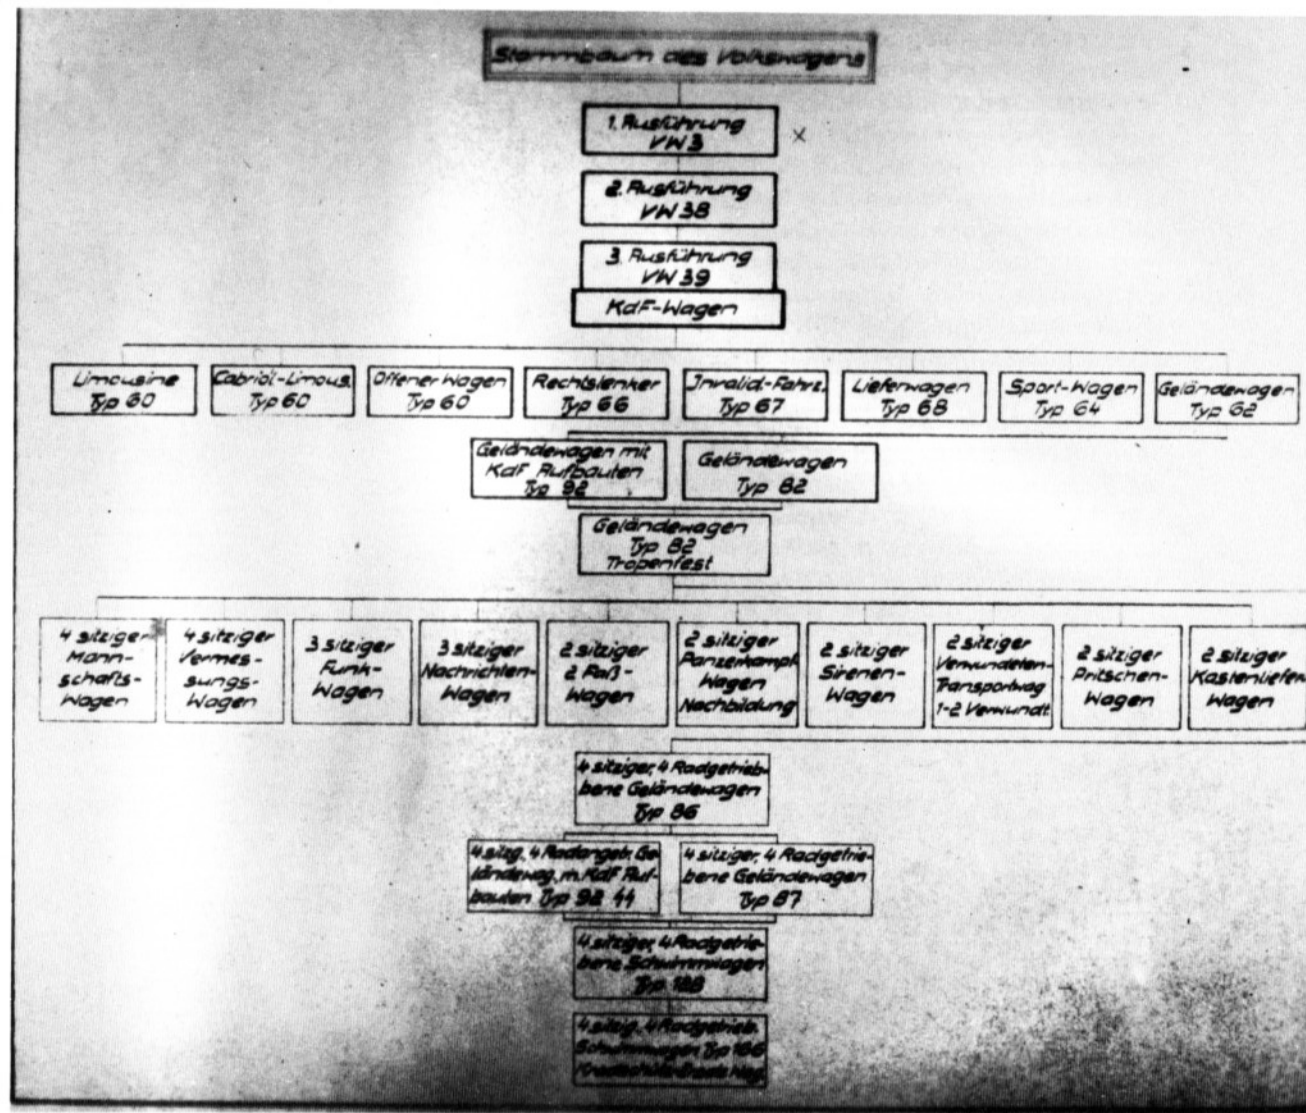 Stammbaum des Volkswagens
1. Ausführung
VW 3
x
2. Ausführung
VW 38
3. Ausführung
VW 39
KdF-Wagen
Limousine
Typ 60
Cabriol-Limous.
Typ 60
Offener Wagen
Typ 60
Rechtslenker
Typ 66
Invalid-Fahrz.
Typ 67
Lieferwagen
Typ 68
Sport-Wagen
Typ 64
Geländewagen
Typ 62
Geländewagen mit
KdF Aufbauten
Typ 92
Geländewagen
Typ 82
Geländewagen
Typ 82
Tropenfest
4 sitziger
Mann-
schafts-
Wagen
4 sitziger
Vermes-
sungs-
Wagen
3 sitziger
Funk-
Wagen
3 sitziger
Nachrichten-
Wagen
2 sitziger
2 Faß-
Wagen
2 sitziger
Panzerkampf
Wagen
Nachbildung
2 sitziger
Sirenen-
Wagen
2 sitziger
Verwundeten-
Transportwag
1-2 Verwundt.
2 sitziger
Pritschen-
Wagen
2 sitziger
Kastenliefer
Wagen
4 sitziger, 4 Radgetrieb-
bene Geländewagen
Typ 86
4 sitzg. 4 Radangetr. Ge-
ländewag. m. KdF Auf-
bauten Typ 92 44
4 sitziger, 4 Radgetrie-
bene Geländewagen
Typ 87
4 sitziger, 4 Radgetrie-
bene Schwimmwagen
Typ 128
4 sitzig. 4 Radgetrieb.
Schwimmwagen Typ 166